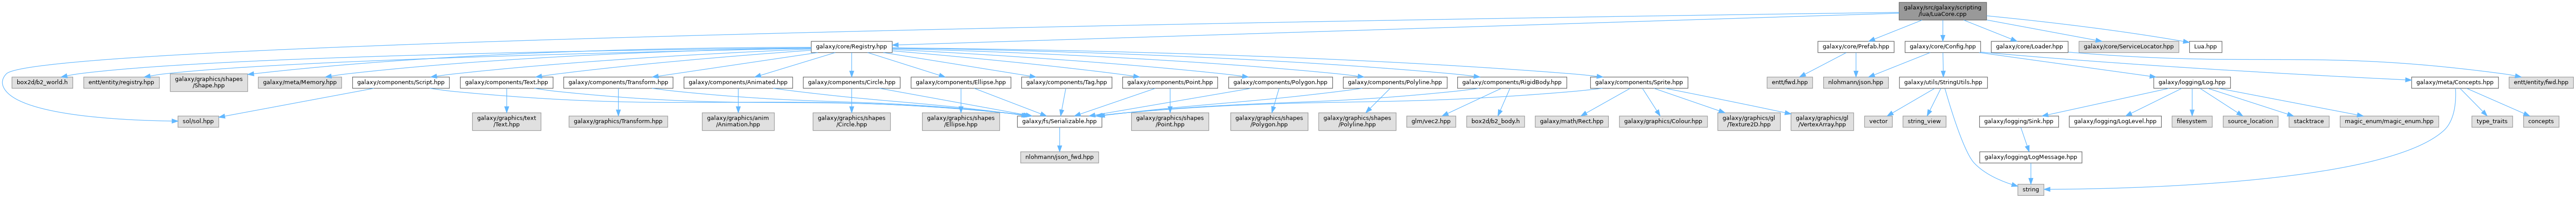 galaxy/src/galaxy/scripting
/lua/LuaCore.cpp
galaxy/core/Registry.hpp
galaxy/core/Prefab.hpp
galaxy/core/Config.hpp
galaxy/core/Loader.hpp
galaxy/core/ServiceLocator.hpp
Lua.hpp
box2d/b2_world.h
entt/entity/registry.hpp
galaxy/graphics/shapes
/Shape.hpp
galaxy/meta/Memory.hpp
galaxy/components/Script.hpp
galaxy/components/Text.hpp
galaxy/components/Transform.hpp
galaxy/components/Animated.hpp
galaxy/components/Circle.hpp
galaxy/components/Ellipse.hpp
galaxy/components/Tag.hpp
galaxy/components/Point.hpp
galaxy/components/Polygon.hpp
galaxy/components/Polyline.hpp
galaxy/components/RigidBody.hpp
galaxy/components/Sprite.hpp
entt/fwd.hpp
nlohmann/json.hpp
galaxy/utils/StringUtils.hpp
galaxy/logging/Log.hpp
galaxy/meta/Concepts.hpp
entt/entity/fwd.hpp
sol/sol.hpp
galaxy/graphics/text
/Text.hpp
galaxy/graphics/Transform.hpp
galaxy/graphics/anim
/Animation.hpp
galaxy/graphics/shapes
/Circle.hpp
galaxy/graphics/shapes
/Ellipse.hpp
galaxy/fs/Serializable.hpp
galaxy/graphics/shapes
/Point.hpp
galaxy/graphics/shapes
/Polygon.hpp
galaxy/graphics/shapes
/Polyline.hpp
glm/vec2.hpp
box2d/b2_body.h
galaxy/math/Rect.hpp
galaxy/graphics/Colour.hpp
galaxy/graphics/gl
/Texture2D.hpp
galaxy/graphics/gl
/VertexArray.hpp
vector
string_view
galaxy/logging/Sink.hpp
galaxy/logging/LogLevel.hpp
filesystem
source_location
stacktrace
magic_enum/magic_enum.hpp
type_traits
concepts
nlohmann/json_fwd.hpp
galaxy/logging/LogMessage.hpp
string